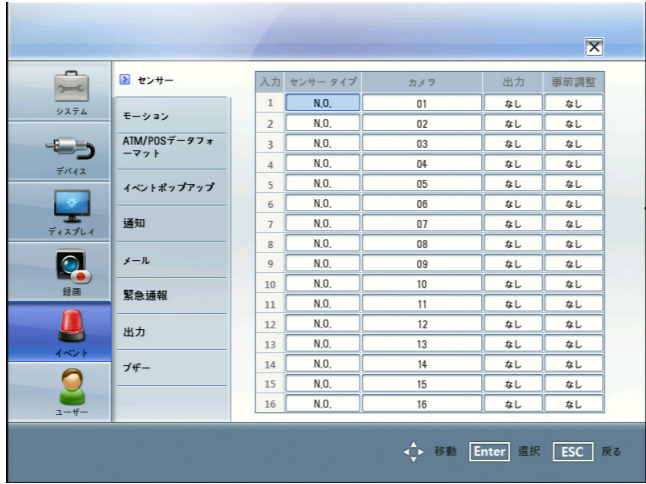 システム
デバイス
ディスプレイ
録画
イベント
ユーザー
センサー
モーション
ATM/POSデータフォ
ーマット
イベントポップアップ
通知
メール
緊急通報
出力
ブザー
入力 センサー タイプ カメラ 出力 事前調整
1 N.O. 01 なし なし
2 N.O. 02 なし なし
3 N.O. 03 なし なし
4 N.O. 04 なし なし
5 N.O. 05 なし なし
6 N.O. 06 なし なし
7 N.O. 07 なし なし
8 N.O. 08 なし なし
9 N.O. 09 なし なし
10 N.O. 10 なし なし
11 N.O. 11 なし なし
12 N.O. 12 なし なし
13 N.O. 13 なし なし
14 N.O. 14 なし なし
15 N.O. 15 なし なし
16 N.O. 16 なし なし
移動 Enter 選択 ESC 戻る